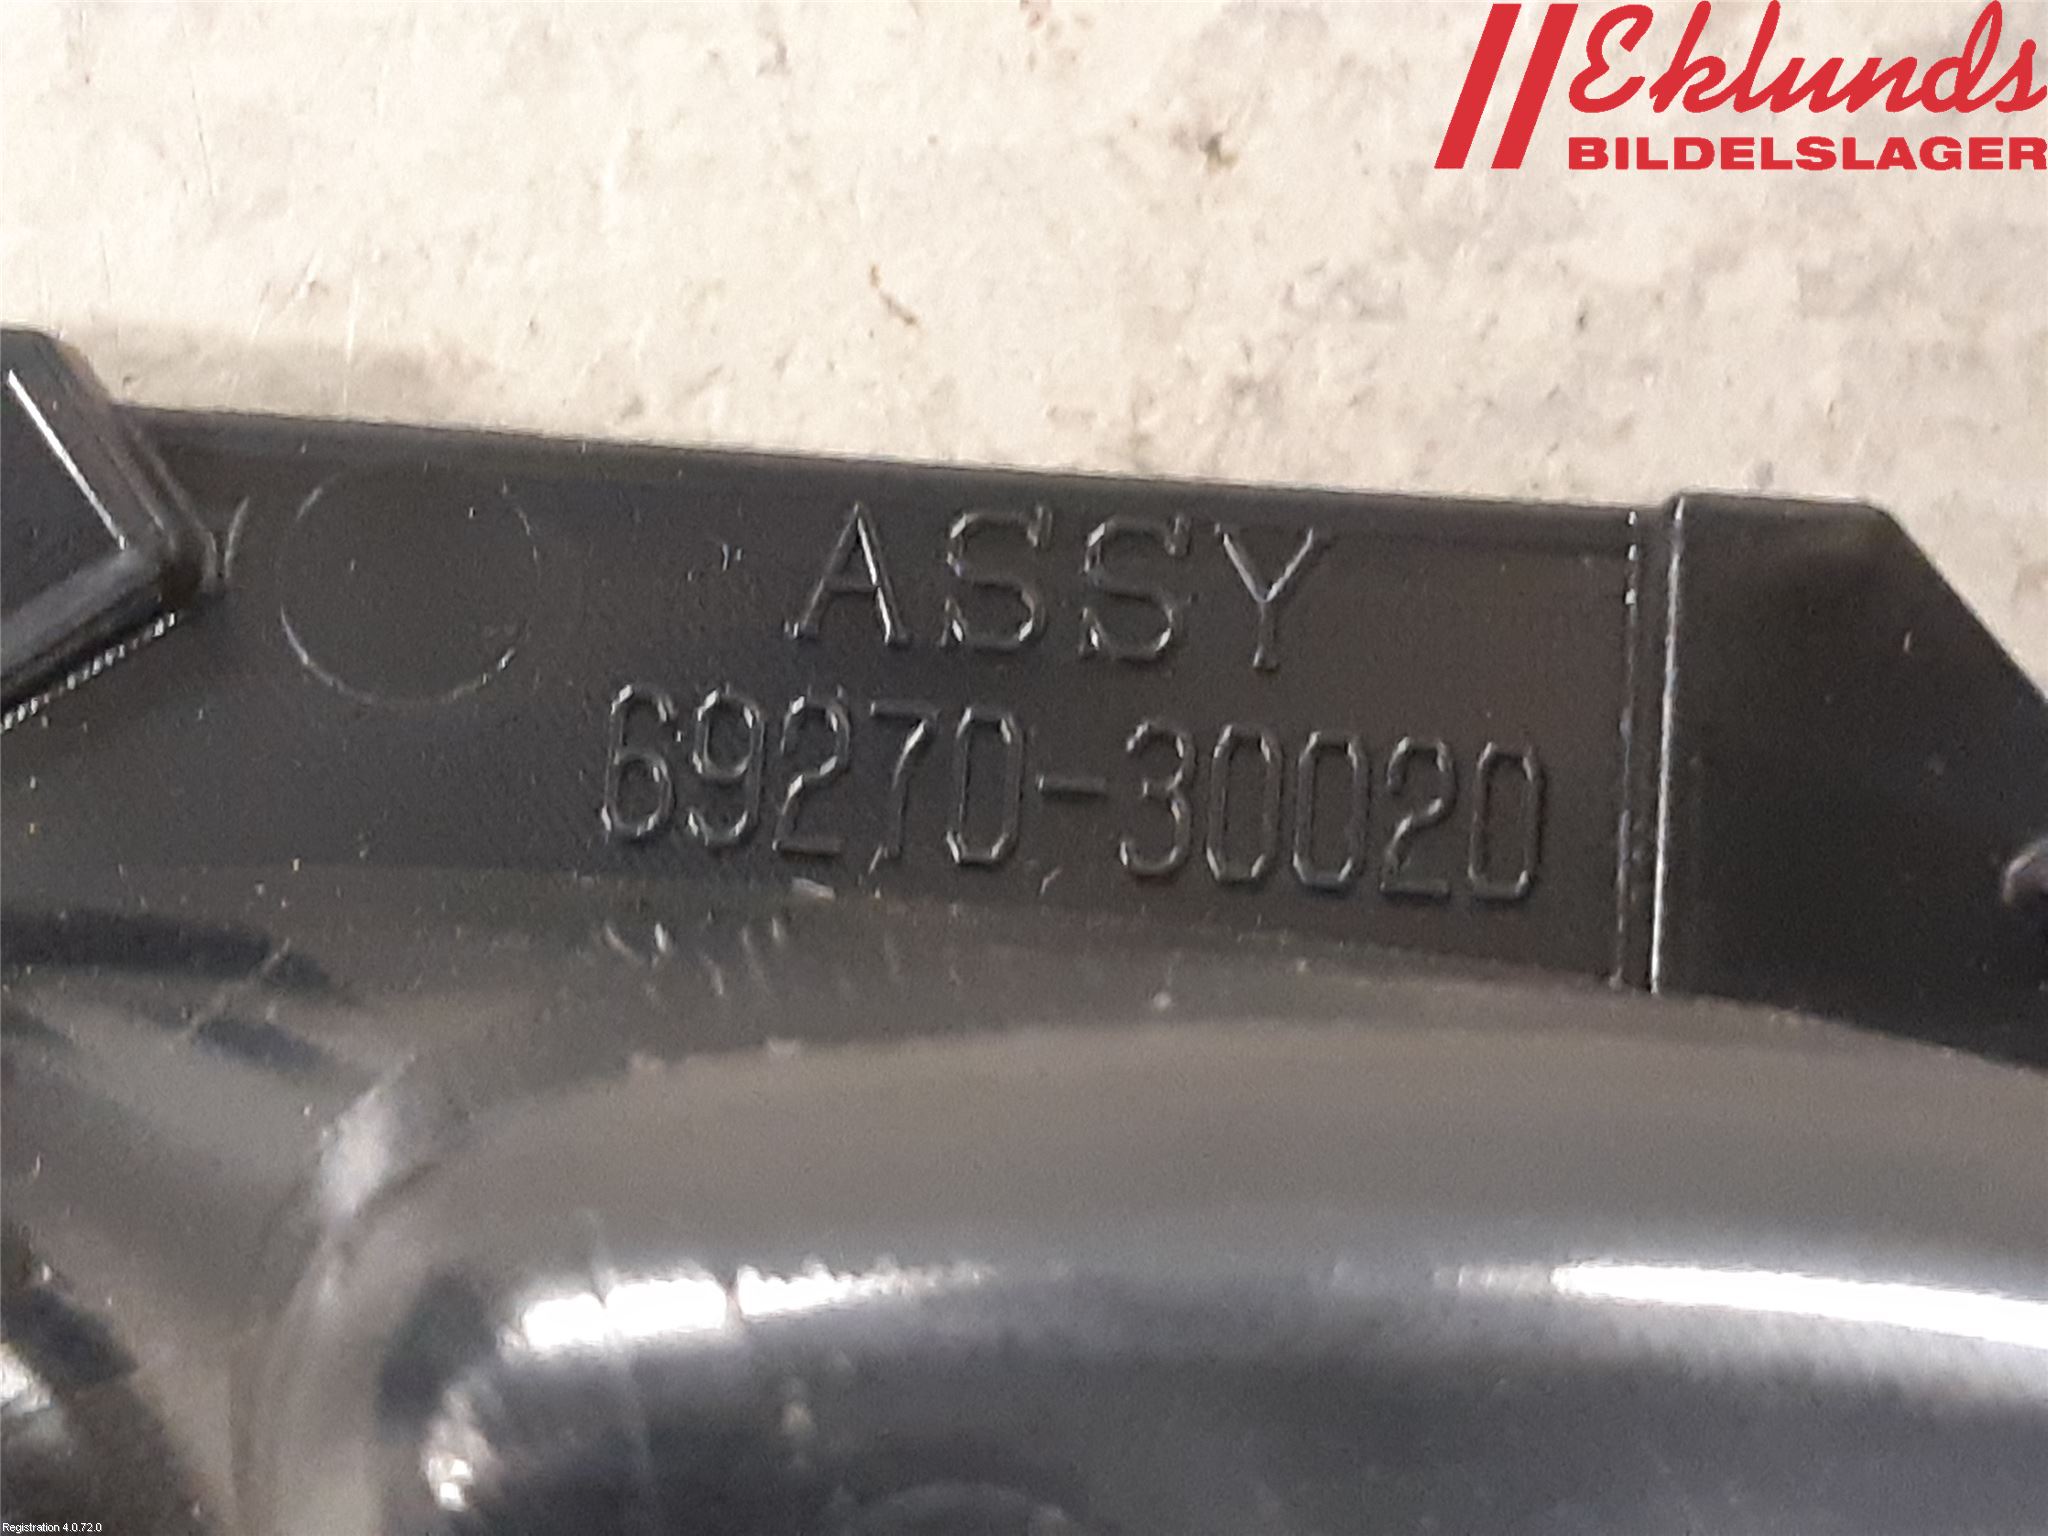 Eklunds
BILDELSLAGER
ASSY
69270-30020
Registration 4.0.72.0